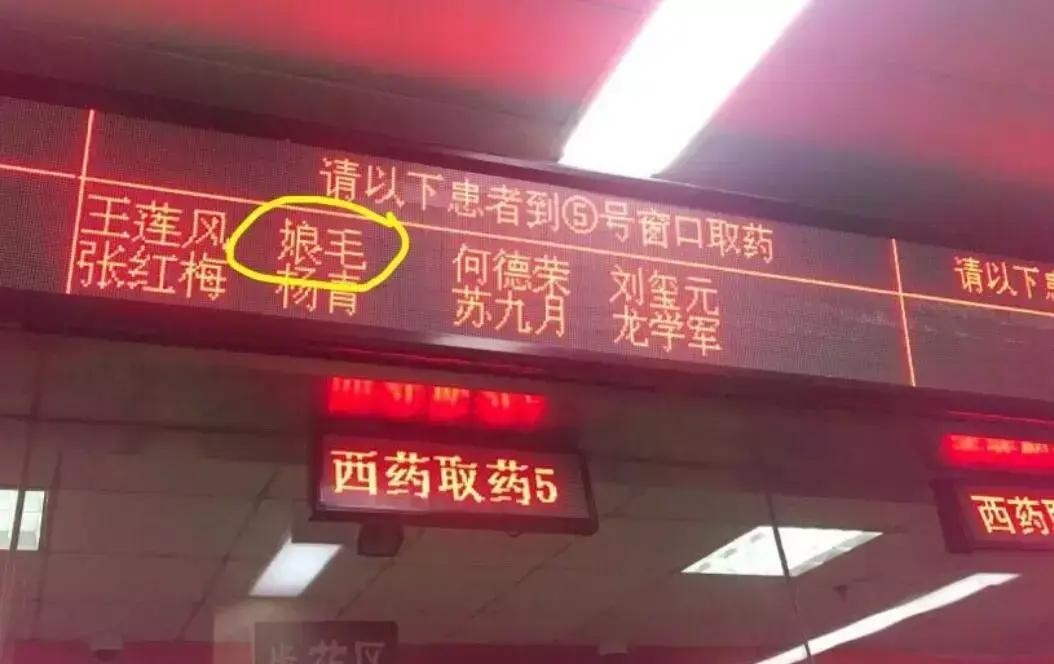 请以下患者到⑤号窗口取药
王莲风 娘毛 何德荣 刘玺元
张红梅 杨青 苏九月 龙学军
请以下患
西药取药5
西药取